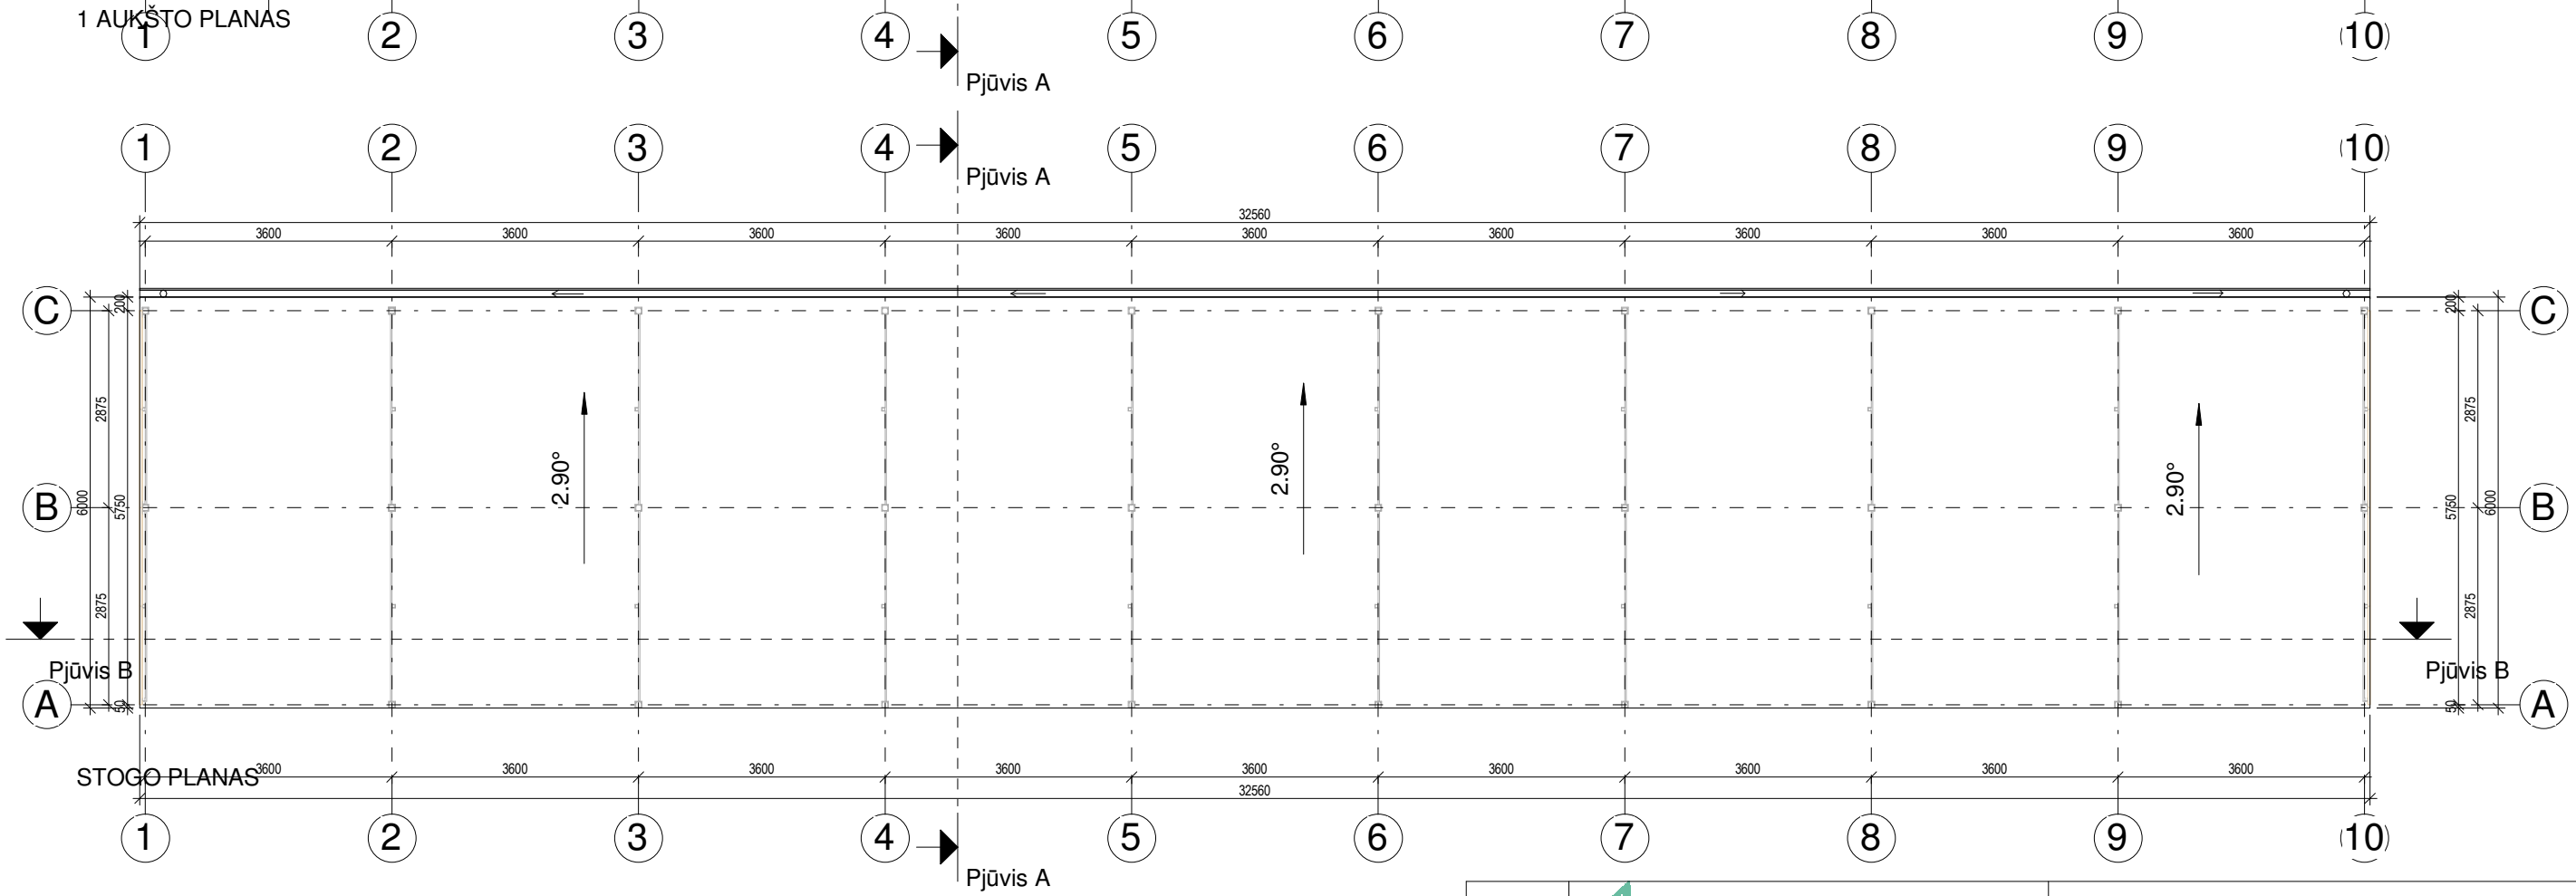 1 AUKŠTO PLANAS
1 2 3 4 5 6 7 8 9 10
Pjūvis A
1 2 3 4 5 6 7 8 9 10
Pjūvis A
32560
3600 3600 3600 3600 3600 3600 3600 3600 3600
C 200 200 C
2875 2875
2.90° 2.90° 2.90°
B 6000 5750 5750 6000 B
2875 2875
Pjūvis B Pjūvis B
A 50 50 A
STOGO PLANAS
3600 3600 3600 3600 3600 3600 3600 3600 3600
32560
1 2 3 4 5 6 7 8 9 10
Pjūvis A